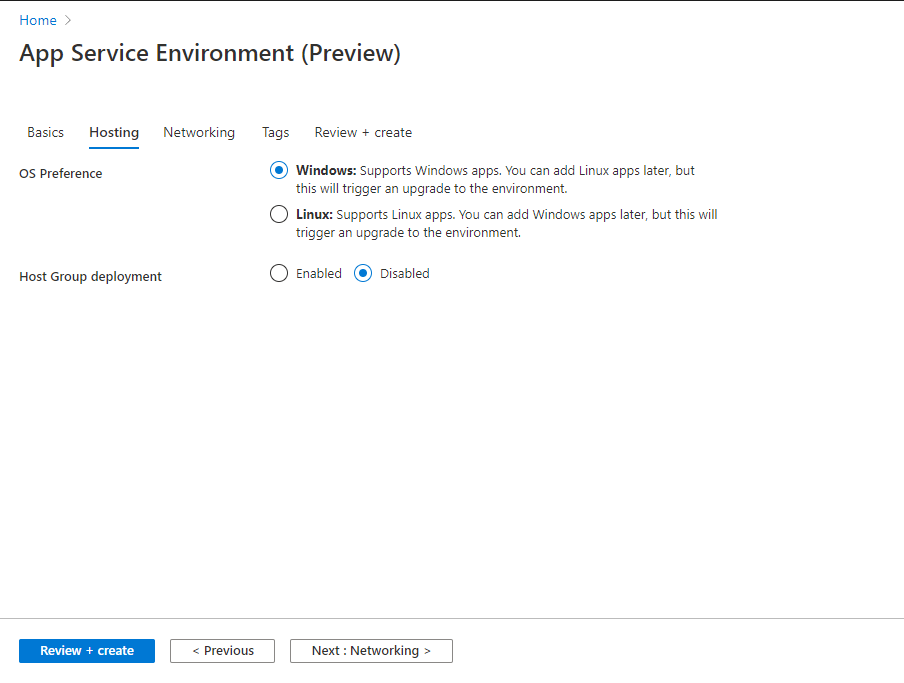 Home >
App Service Environment (Preview)
Basics Hosting Networking Tags Review + create
OS Preference
Windows: Supports Windows apps. You can add Linux apps later, but
this will trigger an upgrade to the environment.
Linux: Supports Linux apps. You can add Windows apps later, but this will
trigger an upgrade to the environment.
Host Group deployment
Enabled Disabled
Review + create < Previous Next : Networking >